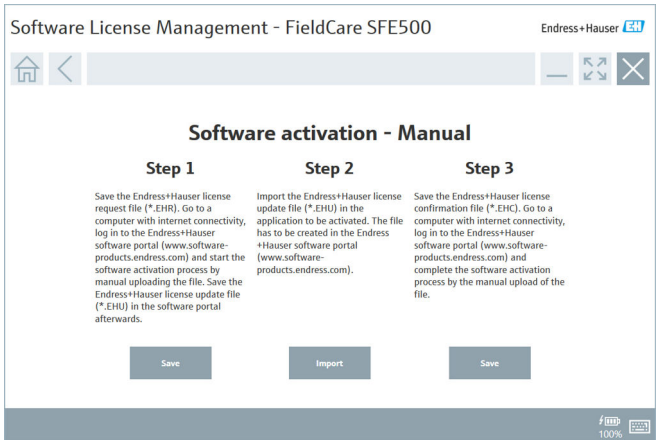 Software License Management - FieldCare SFE500
Endress+Hauser EH
Software activation - Manual
Step 1
Save the Endress+Hauser license
request file (*.EHR). Go to a
computer with internet connectivity,
log in to the Endress+Hauser
software portal (www.software-
products.endress.com) and start the
software activation process by
manual uploading the file. Save the
Endress+Hauser license update file
(*.EHU) in the software portal
afterwards.
Save
Step 2
Import the Endress+Hauser license
update file (*.EHU) in the
application to be activated. The file
has to be created in the Endress
+Hauser software portal
(www.software-
products.endress.com).
Import
Step 3
Save the Endress+Hauser license
confirmation file (*.EHC). Go to a
computer with internet connectivity,
log in to the Endress+Hauser
software portal (www.software-
products.endress.com) and
complete the software activation
process by the manual upload of the
file.
Save
100%